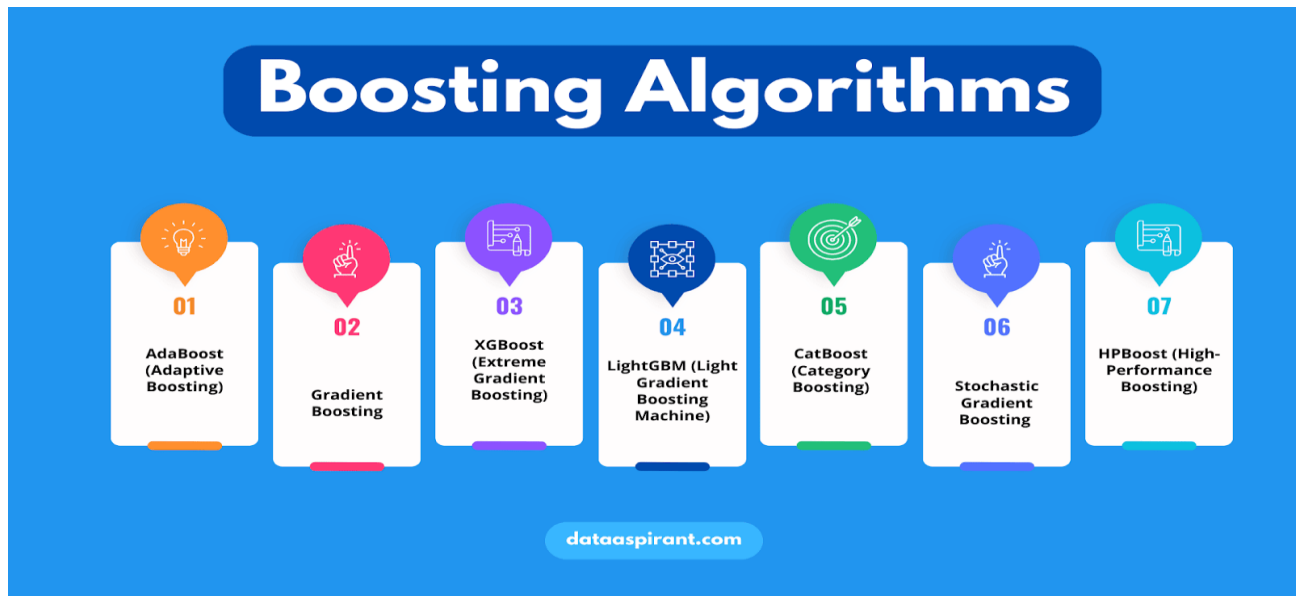 Boosting Algorithms
01
AdaBoost
(Adaptive
Boosting)
02
Gradient
Boosting
03
XGBoost
(Extreme
Gradient
Boosting)
04
LightGBM (Light
Gradient
Boosting
Machine)
05
CatBoost
(Category
Boosting)
06
Stochastic
Gradient
Boosting
07
HPBoost (High-
Performance
Boosting)
dataaspirant.com